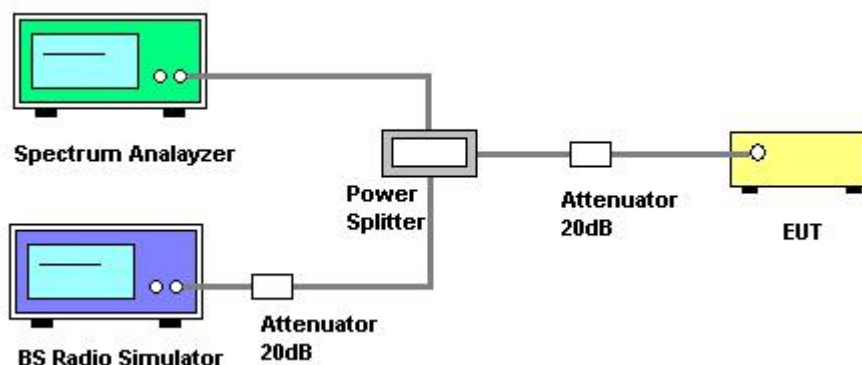 Spectrum Analayzer
Power
Splitter
Attenuator
20dB
EUT
Attenuator
20dB
BS Radio Simulator